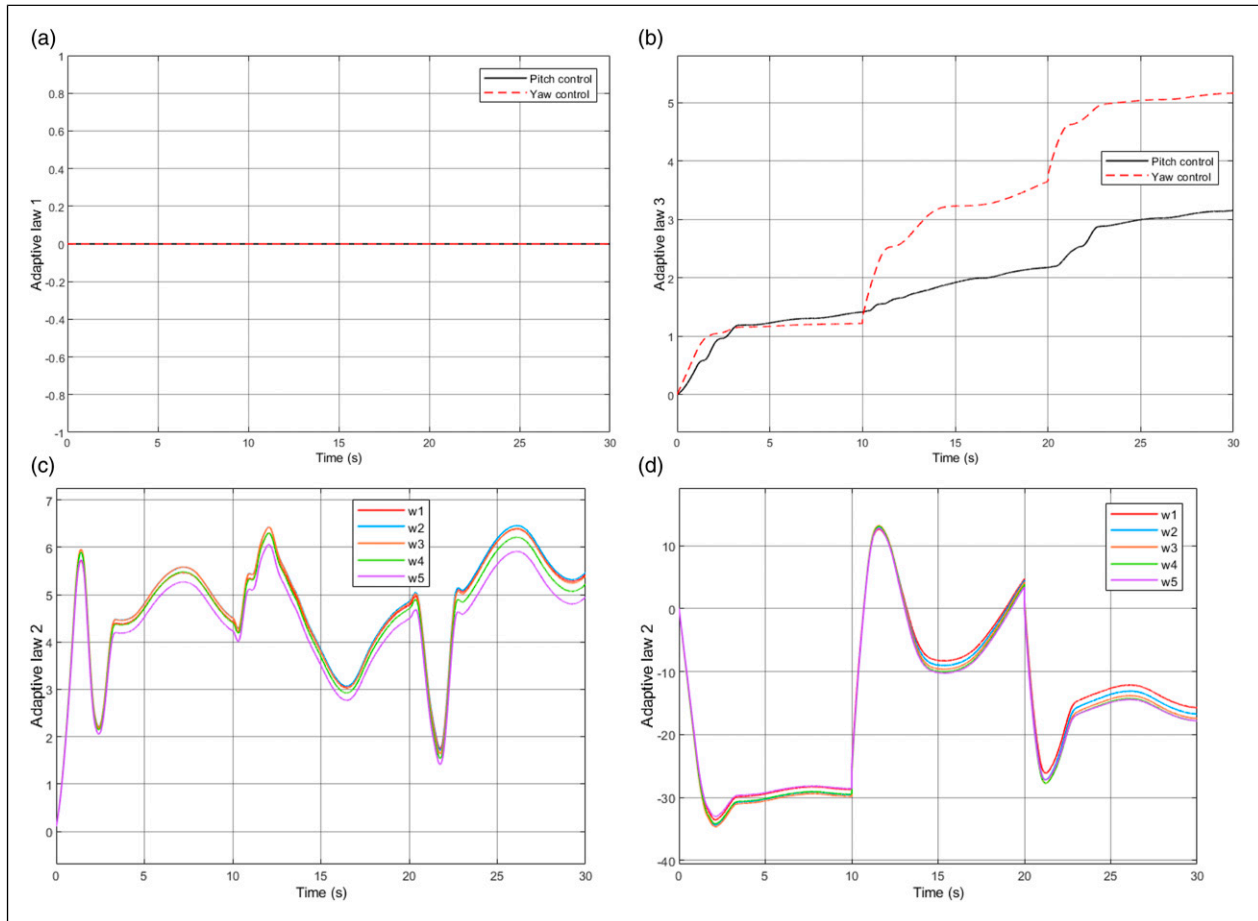 (a)
1
0.8
0.6
0.4
0.2
0
-0.2
-0.4
-0.6
-0.8
-1
Adaptive law 1
0 5 10 15 20 25 30
Time (s)
Pitch control
Yaw control
(b)
5
4
3
2
1
0
Adaptive law 3
0 5 10 15 20 25 30
Time (s)
Pitch control
Yaw control
(c)
7
6
5
4
3
2
1
0
Adaptive law 2
0 5 10 15 20 25 30
Time (s)
w1
w2
w3
w4
w5
(d)
10
0
-10
-20
-30
-40
Adaptive law 2
0 5 10 15 20 25 30
Time (s)
w1
w2
w3
w4
w5